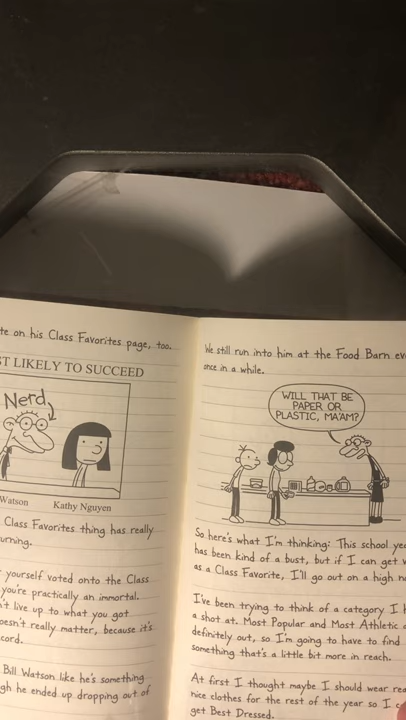 te on his Class Favorites page, too.
ST LIKELY TO SUCCEED
Nerd
Watson Kathy Nguyen
Class Favorites thing has really
urning.
yourself voted onto the Class
you're practically an immortal.
n't live up to what you got
oesn't really matter, because it's
cord.
Bill Watson like he's something
gh he ended up dropping out of
We still run into him at the Food Barn ev
once in a while.
WILL THAT BE
PAPER OR
PLASTIC, MA'AM?
So here's what I'm thinking: This school ye
has been kind of a bust, but if I can get v
as a Class Favorite, I'll go out on a high n
I've been trying to think of a category I h
a shot at. Most Popular and Most Athletic a
definitely out, so I'm going to have to find
something that's a little bit more in reach.
At first I thought maybe I should wear rea
nice clothes for the rest of the year so I c
get Best Dressed.